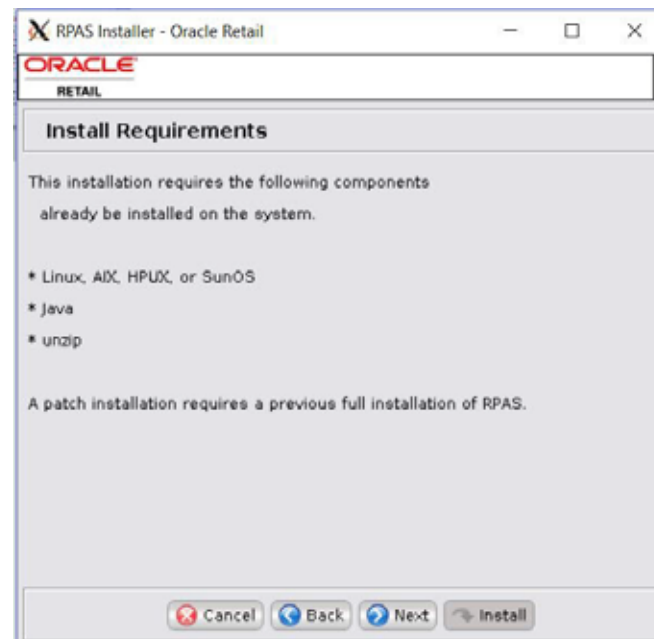 RPAS Installer - Oracle Retail
ORACLE
RETAIL
Install Requirements
This installation requires the following components
already be installed on the system.
* Linux, AIX, HPUX, or SunOS
* Java
* unzip
A patch installation requires a previous full installation of RPAS.
Cancel Back Next Install